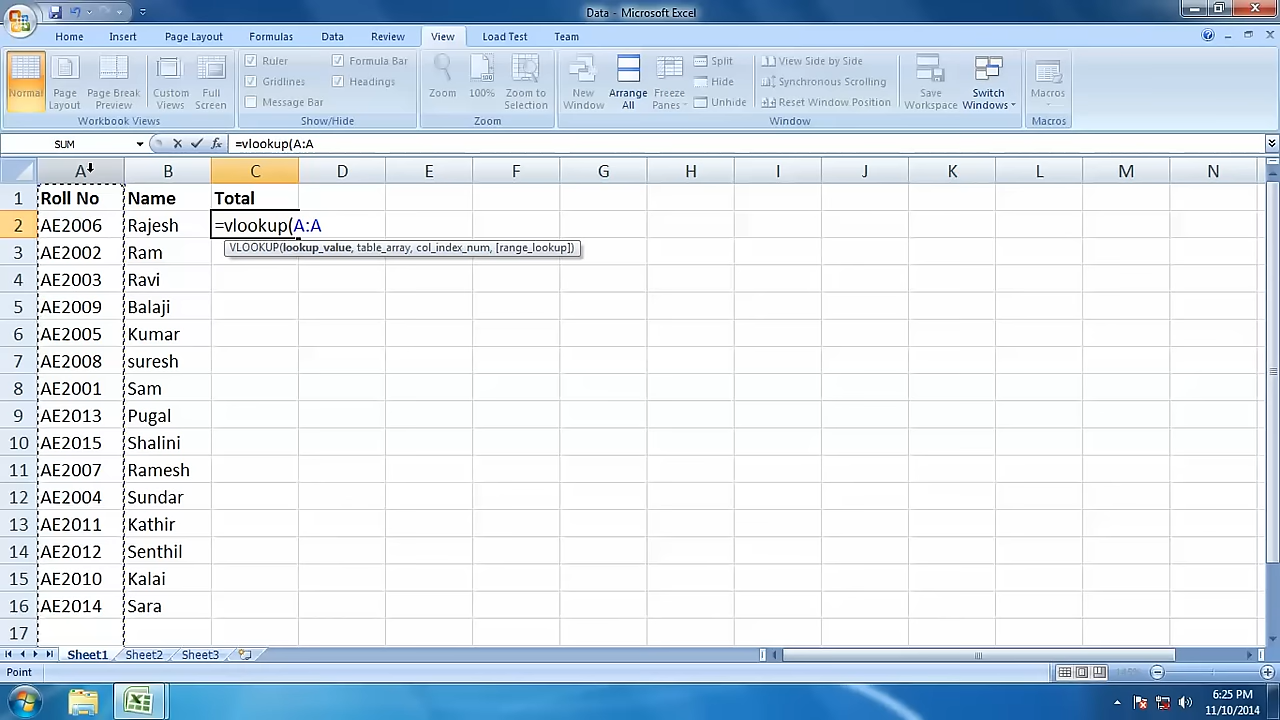 Data - Microsoft Excel
Home Insert Page Layout Formulas Data Review View Load Test Team
Normal Page Layout Page Break Preview Custom Views Full Screen
Workbook Views
Ruler Formula Bar
Gridlines Headings
Message Bar
Show/Hide
Zoom 100% Zoom to Selection
Zoom
New Window Arrange All Freeze Panes
Split
Hide
Unhide
View Side by Side
Synchronous Scrolling
Reset Window Position
Save Workspace Switch Windows
Window
Macros
Macros
SUM =vlookup(A:A
A B C D E F G H I J K L M N
1 Roll No Name Total
2 AE2006 Rajesh =vlookup(A:A
VLOOKUP(lookup_value, table_array, col_index_num, [range_lookup])
3 AE2002 Ram
4 AE2003 Ravi
5 AE2009 Balaji
6 AE2005 Kumar
7 AE2008 suresh
8 AE2001 Sam
9 AE2013 Pugal
10 AE2015 Shalini
11 AE2007 Ramesh
12 AE2004 Sundar
13 AE2011 Kathir
14 AE2012 Senthil
15 AE2010 Kalai
16 AE2014 Sara
17
Sheet1 Sheet2 Sheet3
Point
6:25 PM
11/10/2014